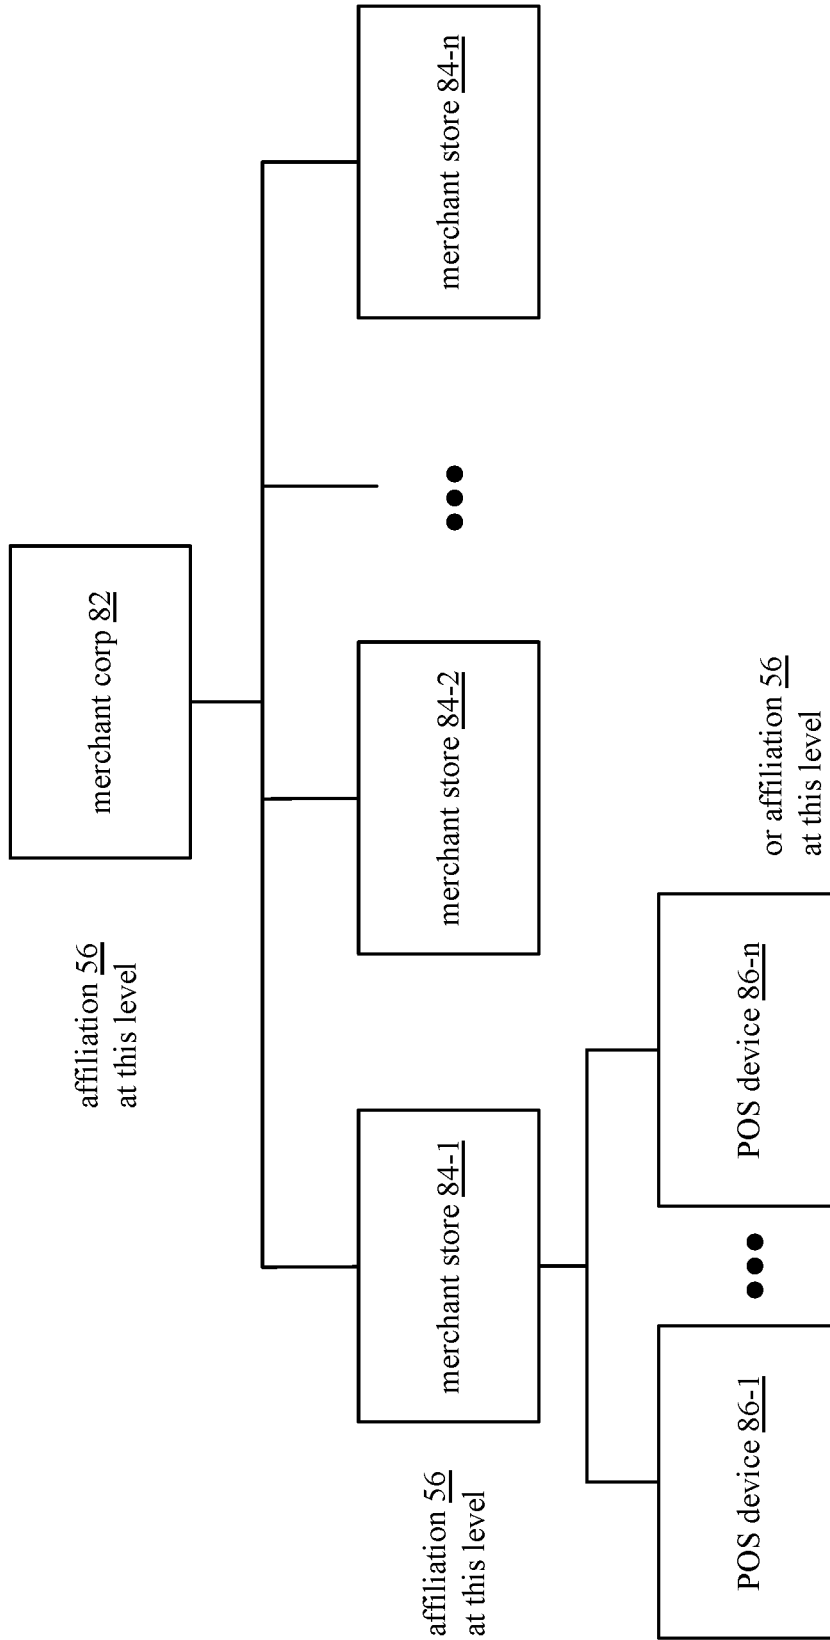 affiliation 56
at this level
merchant corp 82
affiliation 56
at this level
merchant store 84-1
merchant store 84-2
merchant store 84-n
POS device 86-1
POS device 86-n
or affiliation 56
at this level